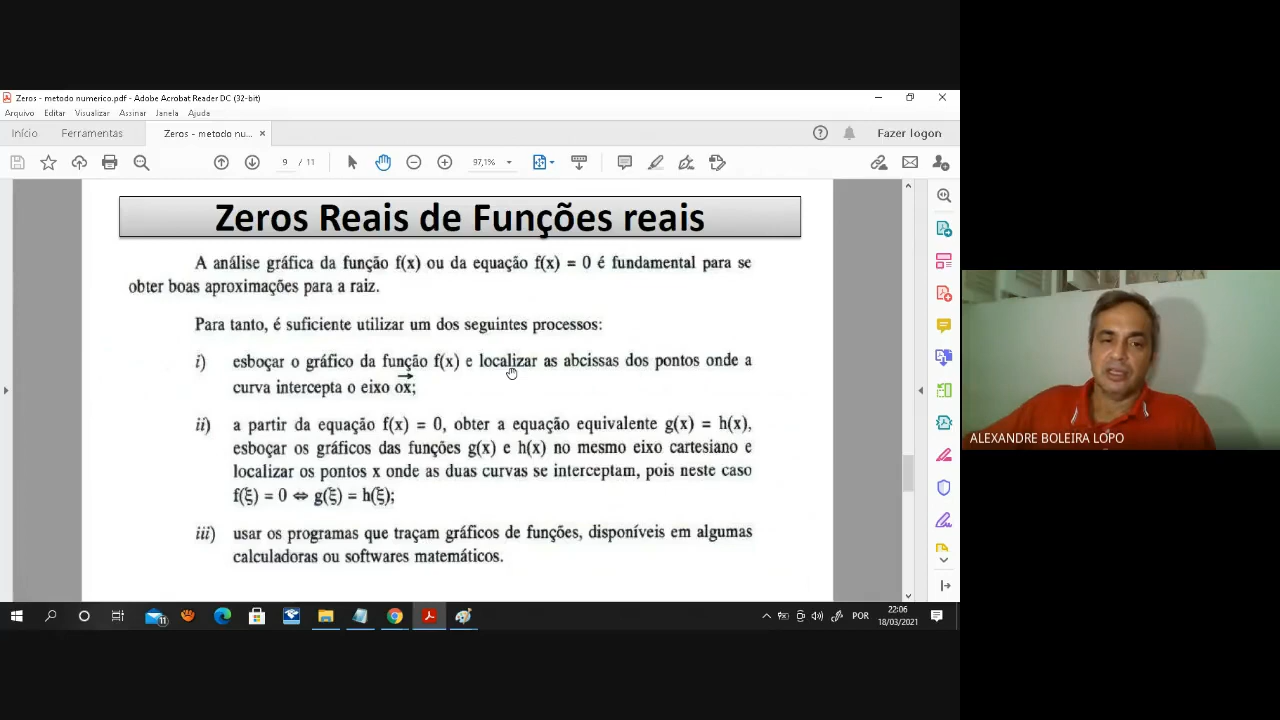 Zeros - metodo numerico.pdf - Adobe Acrobat Reader DC (32-bit)
Arquivo Editar Visualizar Assinar Janela Ajuda
Início Ferramentas Zeros - metodo nu... × Fazer logon
9 / 11 97,1%
Zeros Reais de Funções reais
A análise gráfica da função f(x) ou da equação f(x) = 0 é fundamental para se
obter boas aproximações para a raiz.
Para tanto, é suficiente utilizar um dos seguintes processos:
i) esboçar o gráfico da função f(x) e localizar as abcissas dos pontos onde a
curva intercepta o eixo ox;
ii) a partir da equação f(x) = 0, obter a equação equivalente g(x) = h(x),
esboçar os gráficos das funções g(x) e h(x) no mesmo eixo cartesiano e
localizar os pontos x onde as duas curvas se interceptam, pois neste caso
f(ξ) = 0 ⇔ g(ξ) = h(ξ);
iii) usar os programas que traçam gráficos de funções, disponíveis em algumas
calculadoras ou softwares matemáticos.
ALEXANDRE BOLEIRA LOPO
11
POR
22:06
18/03/2021